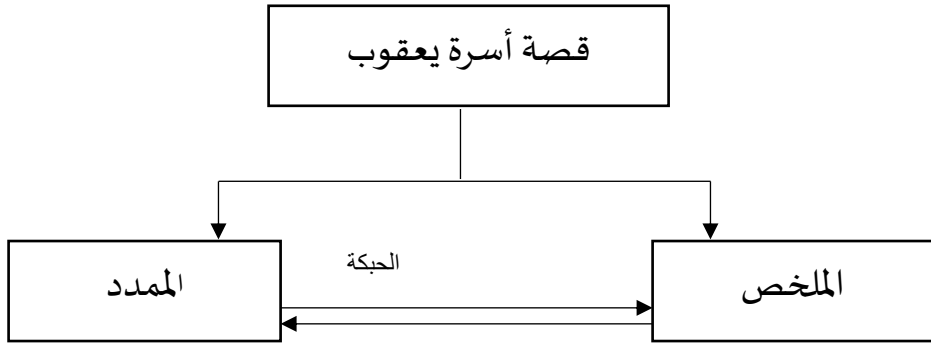 قصة أسرة يعقوب
الحبكة
الملخص
الممدد